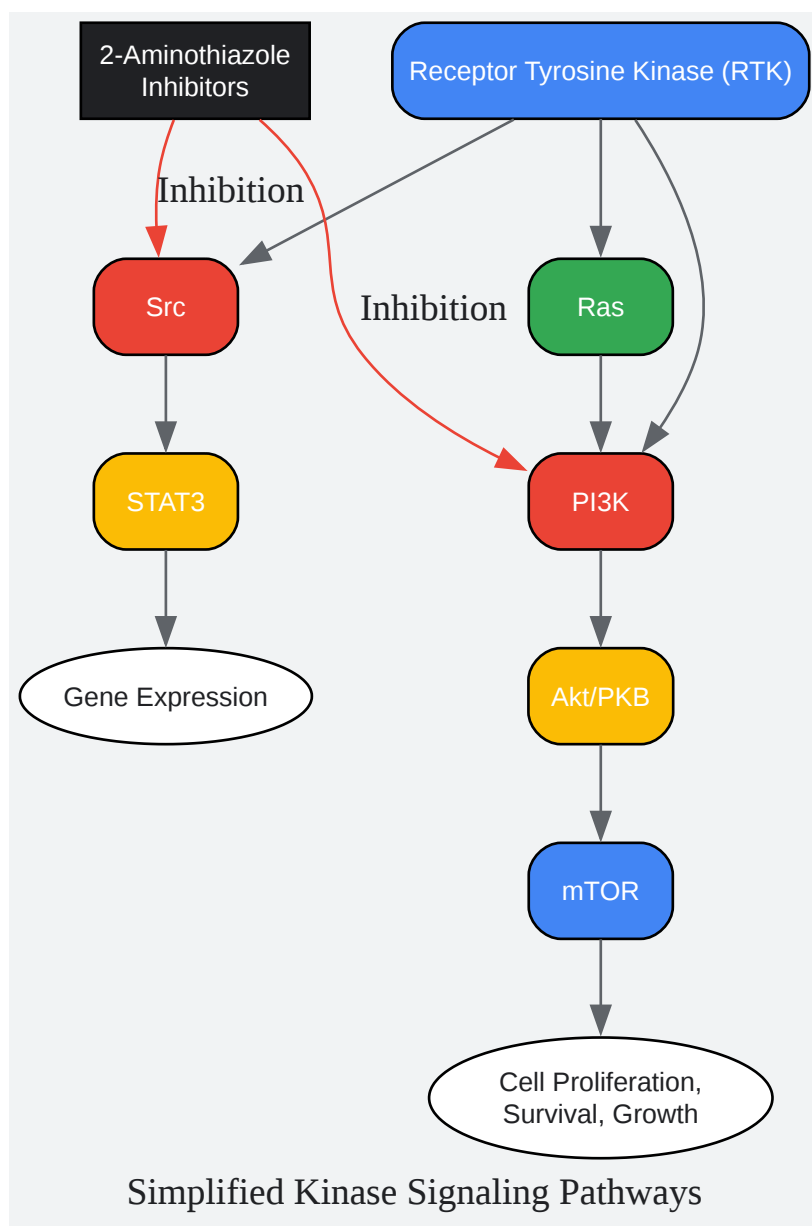 2-Aminothiazole
Inhibitors
Receptor Tyrosine Kinase (RTK)
Inhibition
Src
Inhibition
Ras
STAT3
PI3K
Gene Expression
Akt/PKB
mTOR
Cell Proliferation,
Survival, Growth
Simplified Kinase Signaling Pathways